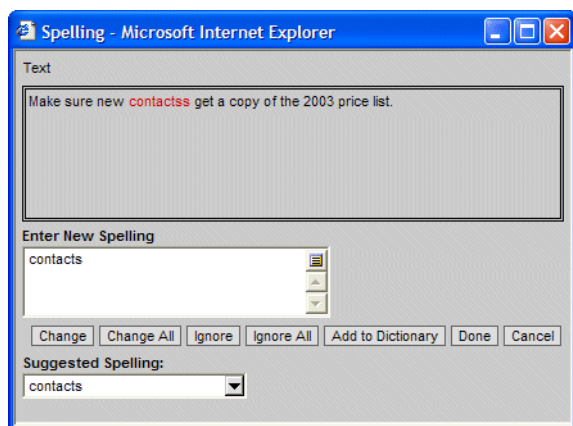 Spelling - Microsoft Internet Explorer
Text
Make sure new contactss get a copy of the 2003 price list.
Enter New Spelling
contacts
Change Change All Ignore Ignore All Add to Dictionary Done Cancel
Suggested Spelling:
contacts